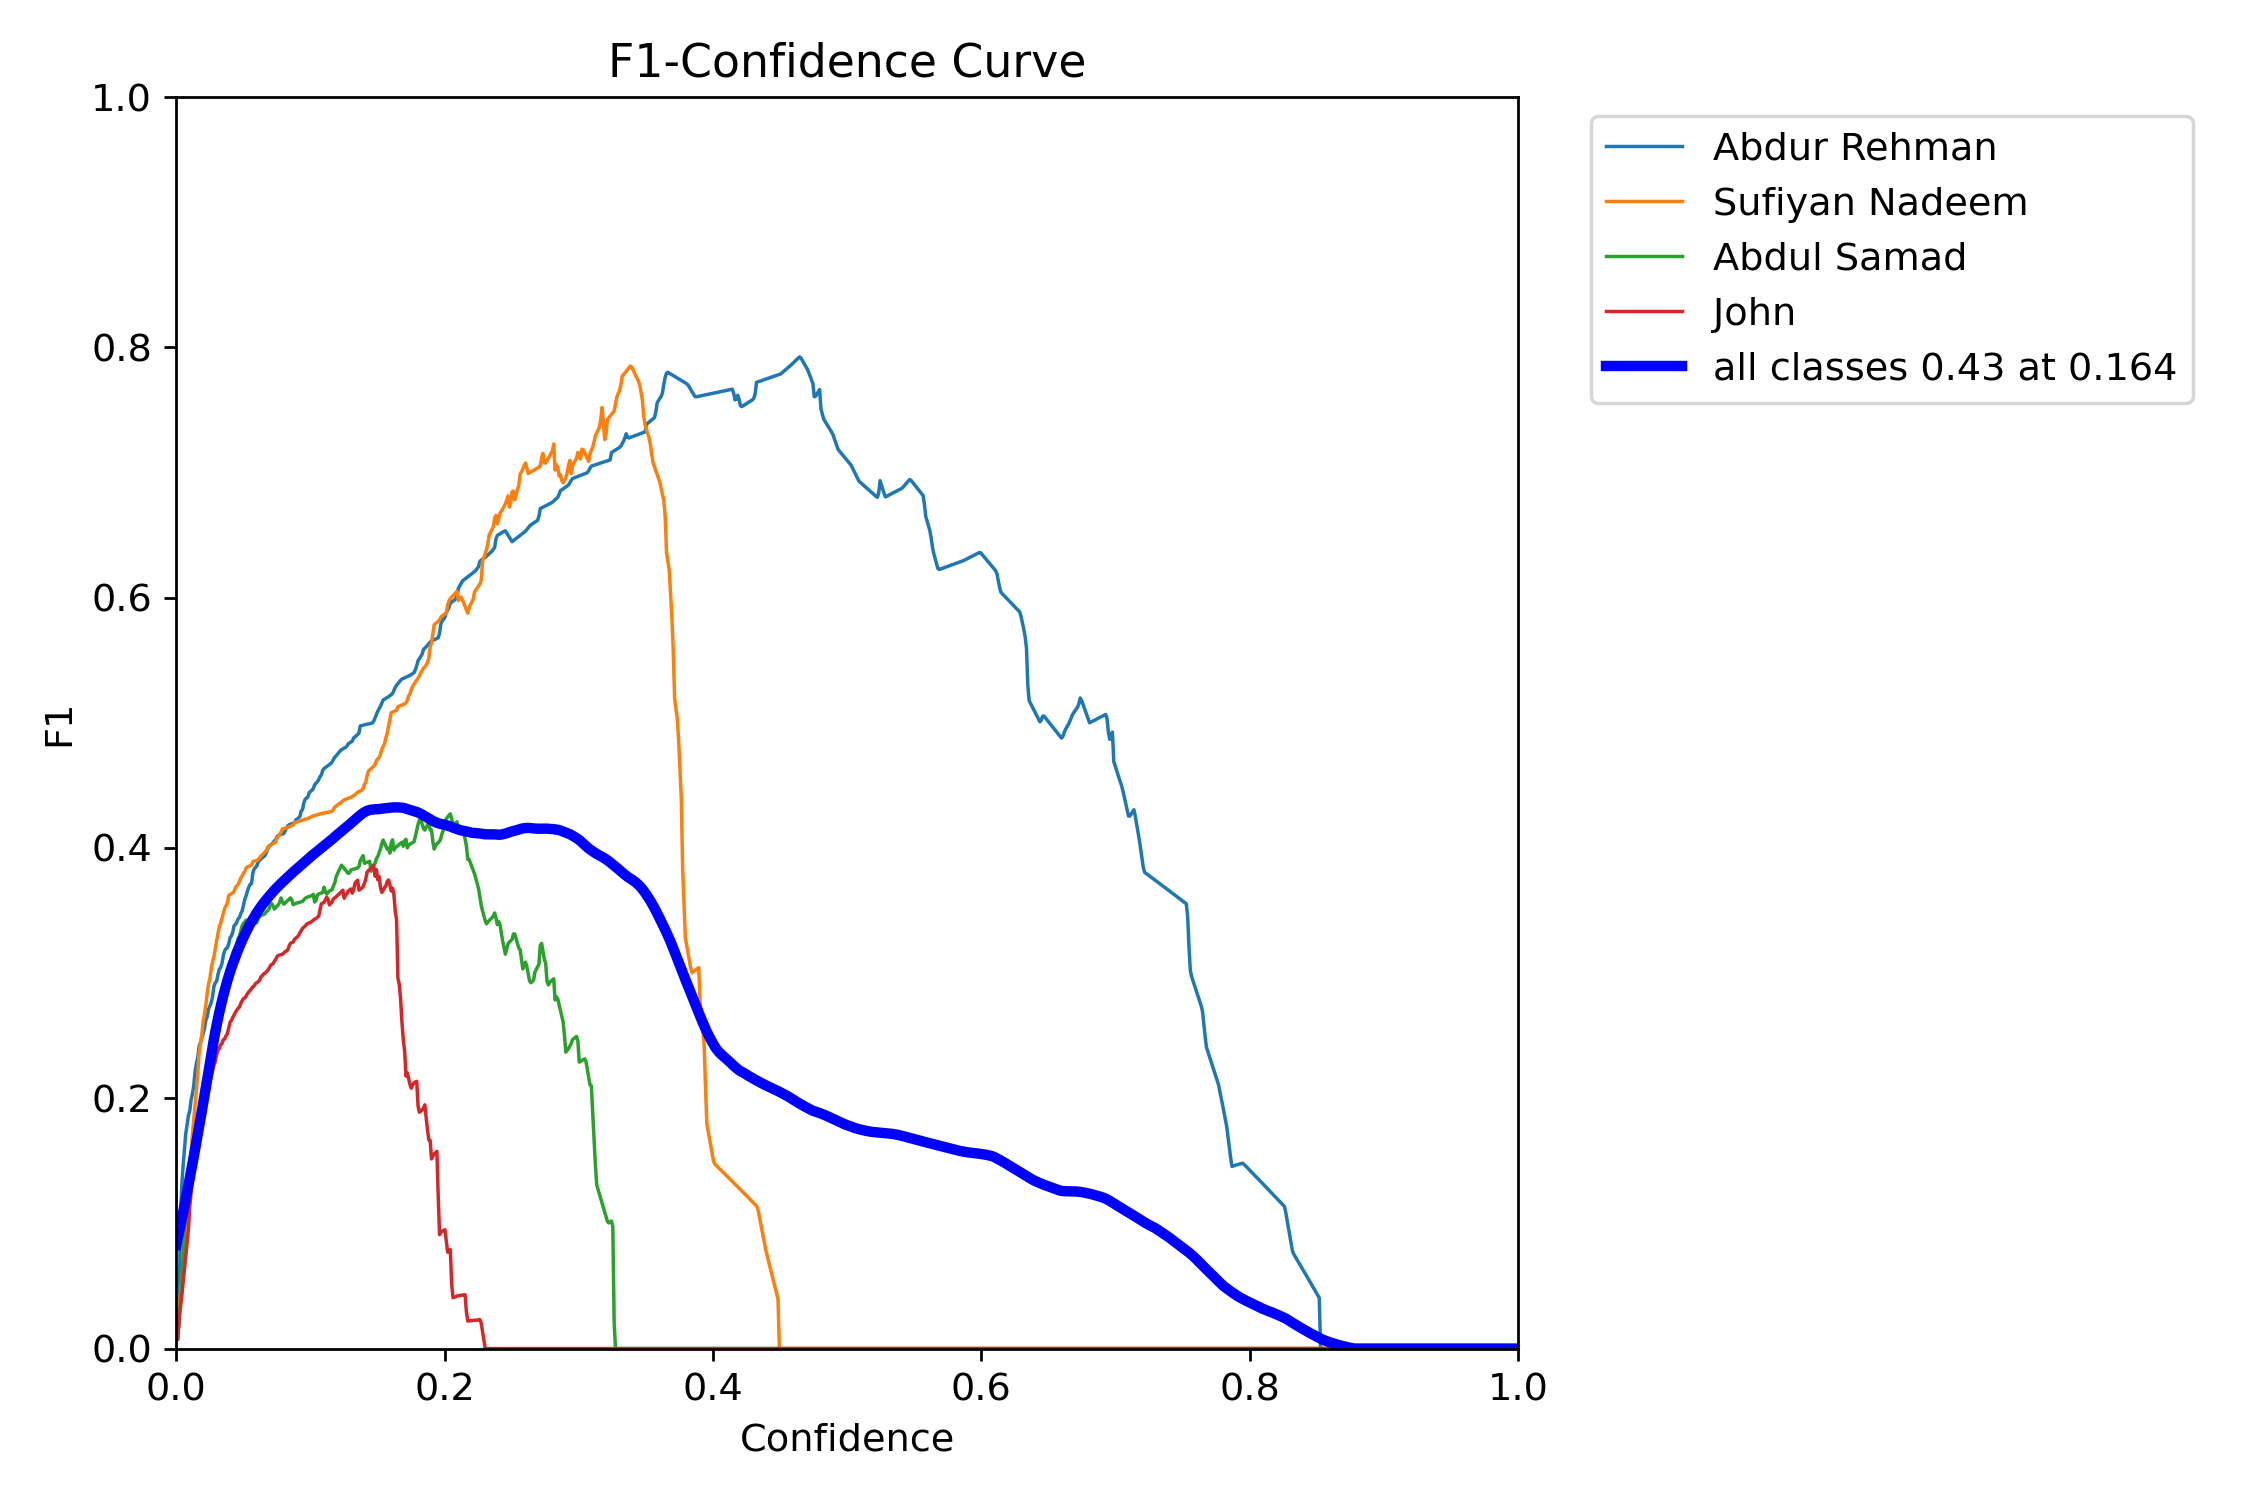 F1-Confidence Curve
1.0
0.8
0.6
0.4
0.2
0.0
F1
0.0 0.2 0.4 0.6 0.8 1.0
Confidence
Abdur Rehman
Sufiyan Nadeem
Abdul Samad
John
all classes 0.43 at 0.164